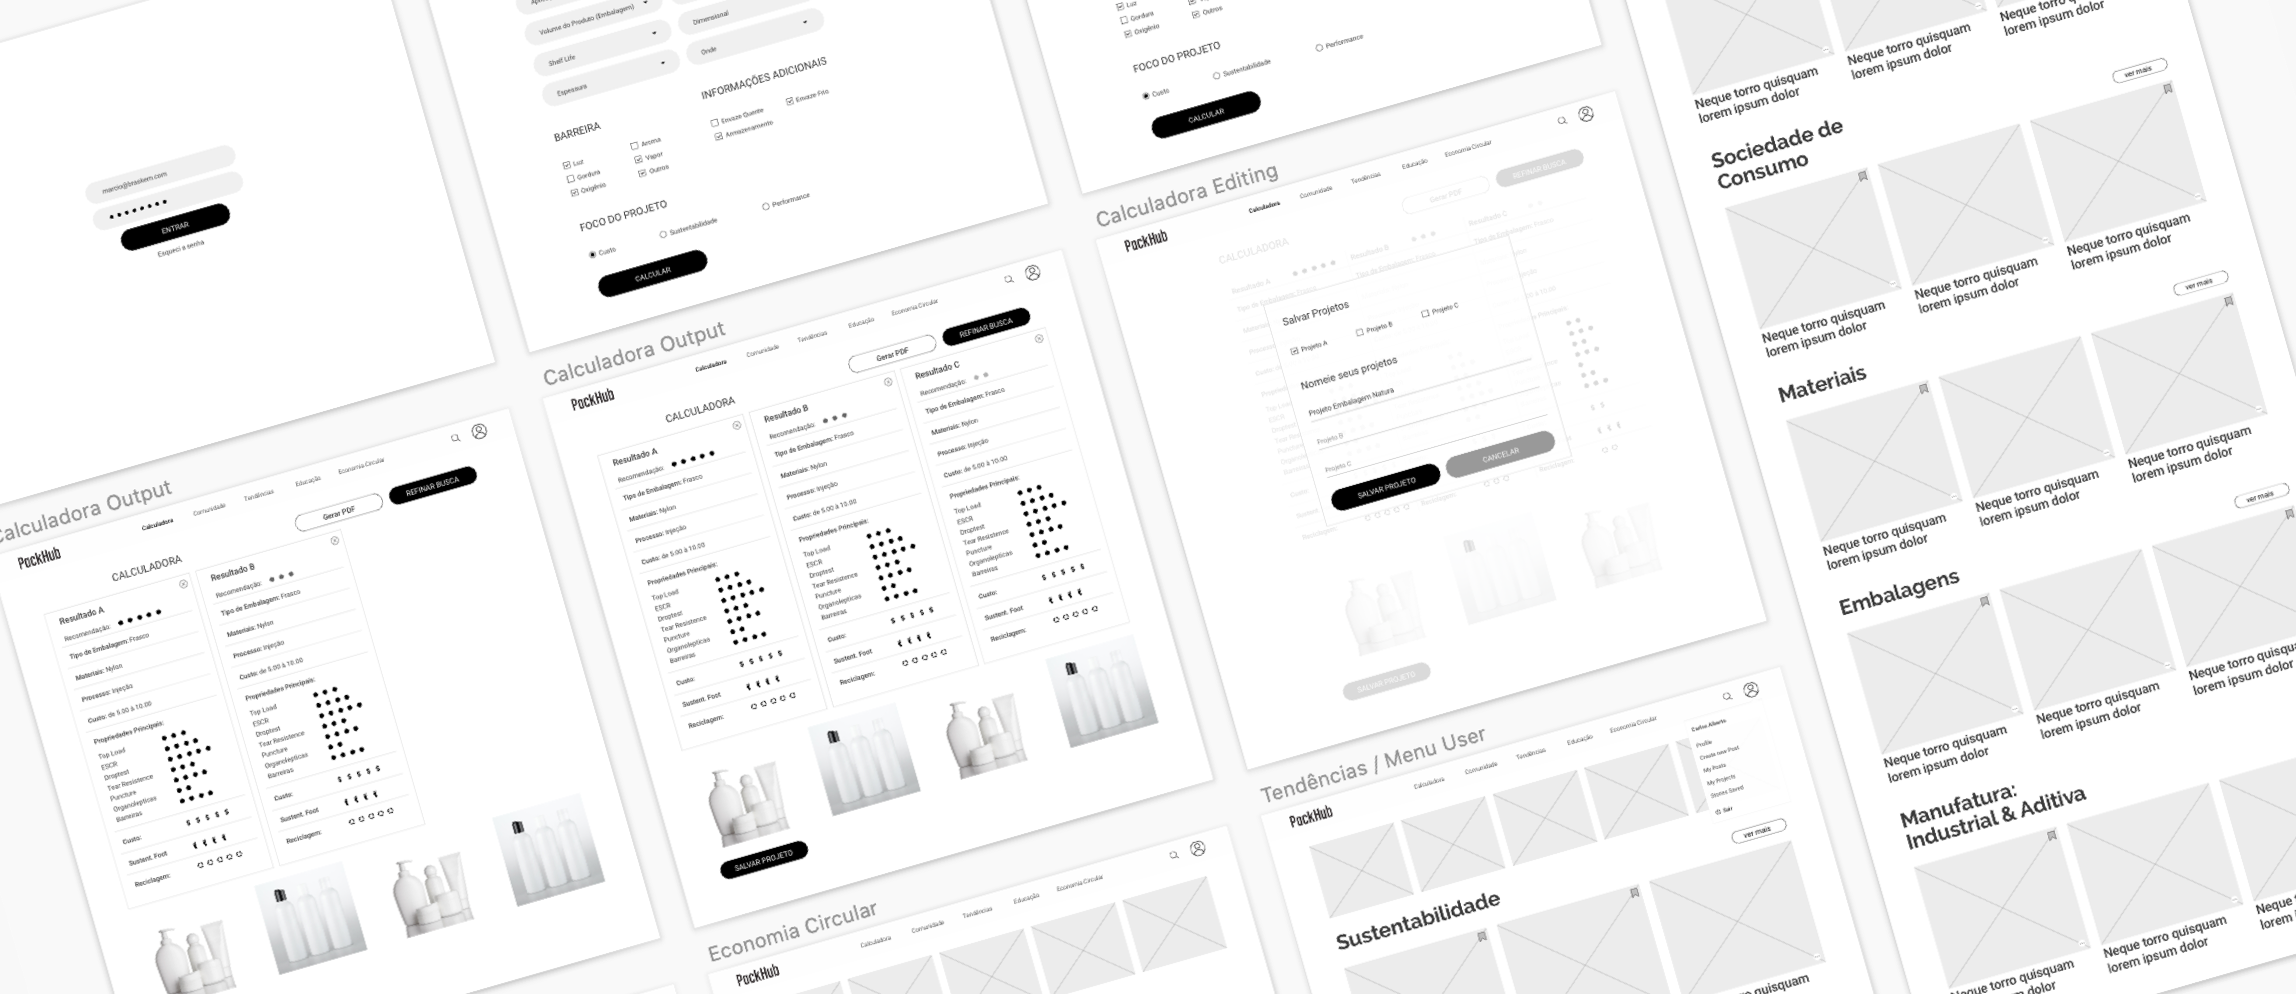 marcio@braskem.com
ENTRAR
Esqueci a senha
Volume do Produto (Embalagem)
Shelf Life
Espessura
Dimensional
Onde
BARREIRA
Luz
Gordura
Oxigênio
Aroma
Vapor
Outros
INFORMAÇÕES ADICIONAIS
Envaze Quente
Armazenamento
Envaze Frio
FOCO DO PROJETO
Custo
Sustentabilidade
Performance
CALCULAR
Luz
Gordura
Oxigênio
Outros
FOCO DO PROJETO
Custo
Sustentabilidade
Performance
CALCULAR
Calculadora Output
PackHub
Calculadora
Comunidade
Tendências
Educação
Economia Circular
Gerar PDF
REFINAR BUSCA
CALCULADORA
Resultado A
Recomendação:
Tipo de Embalagem: Frasco
Materiais: Nylon
Processo: Injeção
Custo: de 5.00 à 10.00
Propriedades Principais:
Top Load
ESCR
Droptest
Tear Resistence
Puncture
Organolepticas
Barreiras
Custo:
$ $ $ $ $
Sustent. Foot
Reciclagem:
Resultado B
Recomendação:
Tipo de Embalagem: Frasco
Materiais: Nylon
Processo: Injeção
Custo: de 5.00 à 10.00
Propriedades Principais:
Top Load
ESCR
Droptest
Tear Resistence
Puncture
Organolepticas
Barreiras
Custo:
$ $ $ $ $
Sustent. Foot
Reciclagem:
Calculadora Output
PackHub
Calculadora
Comunidade
Tendências
Educação
Economia Circular
Gerar PDF
REFINAR BUSCA
CALCULADORA
Resultado A
Recomendação:
Tipo de Embalagem: Frasco
Materiais: Nylon
Processo: Injeção
Custo: de 5.00 à 10.00
Propriedades Principais:
Top Load
ESCR
Droptest
Tear Resistence
Puncture
Organolepticas
Barreiras
Custo:
$ $ $ $ $
Sustent. Foot
Reciclagem:
Resultado B
Recomendação:
Tipo de Embalagem: Frasco
Materiais: Nylon
Processo: Injeção
Custo: de 5.00 à 10.00
Propriedades Principais:
Top Load
ESCR
Droptest
Tear Resistence
Puncture
Organolepticas
Barreiras
Custo:
$ $ $ $ $
Sustent. Foot
Reciclagem:
Resultado C
Recomendação:
Tipo de Embalagem: Frasco
Materiais: Nylon
Processo: Injeção
Custo: de 5.00 à 10.00
Propriedades Principais:
Top Load
ESCR
Droptest
Tear Resistence
Puncture
Organolepticas
Barreiras
Custo:
$ $ $ $ $
Sustent. Foot
Reciclagem:
SALVAR PROJETO
Calculadora Editing
PackHub
Calculadora
Comunidade
Tendências
Educação
Economia Circular
Gerar PDF
REFINAR BUSCA
CALCULADORA
Salvar Projetos
Projeto A
Projeto B
Projeto C
Nomeie seus projetos
Projeto Embalagem Natura
Projeto B
Projeto C
SALVAR PROJETO
CANCELAR
SALVAR PROJETO
Economia Circular
PackHub
Calculadora
Comunidade
Tendências
Educação
Economia Circular
Tendências / Menu User
PackHub
Calculadora
Comunidade
Tendências
Educação
Economia Circular
Carlos Alberto
Profile
Create new Post
My Posts
My Projects
Stories Saved
Sair
ver mais
Sustentabilidade
Neque torro quisquam
lorem ipsum dolor
Neque torro quisquam
lorem ipsum dolor
lorem ipsum dolor
ver mais
Sociedade de
Consumo
Neque torro quisquam
lorem ipsum dolor
Neque torro quisquam
lorem ipsum dolor
Neque torro quisquam
lorem ipsum dolor
ver mais
Materiais
Neque torro quisquam
lorem ipsum dolor
Neque torro quisquam
lorem ipsum dolor
Neque torro quisquam
lorem ipsum dolor
ver mais
Embalagens
Neque torro quisquam
lorem ipsum dolor
Neque torro quisquam
lorem ipsum dolor
Neque torro
lorem ipsum dolor
Manufatura:
Industrial & Aditiva
Neque torro quisquam
Neque torro quisquam
lorem ipsum dolor
Neque
lorem